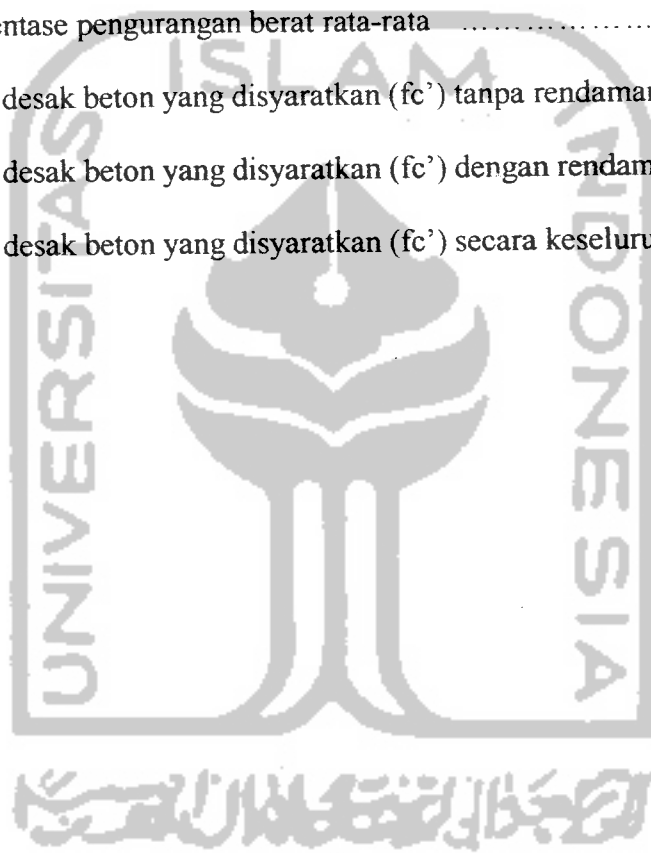 entase pengurangan berat rata-rata ..................
desak beton yang disyaratkan (fc’) tanpa rendaman
desak beton yang disyaratkan (fc’) dengan rendam
desak beton yang disyaratkan (fc’) secara keseluru
ISLAM
UNIVERSITAS
INDONESIA